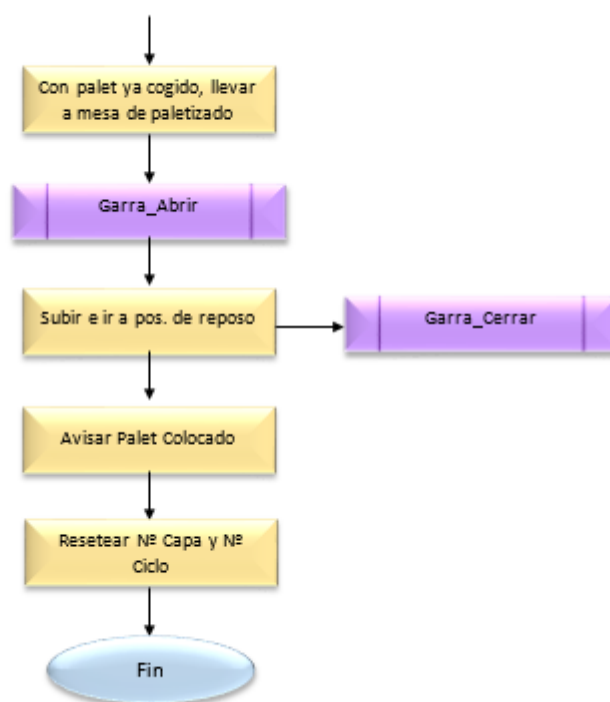 Con palet ya cogido, llevar
a mesa de paletizado
Garra_Abrir
Subir e ir a pos. de reposo
Garra_Cerrar
Avisar Palet Colocado
Resetear Nº Capa y Nº
Ciclo
Fin